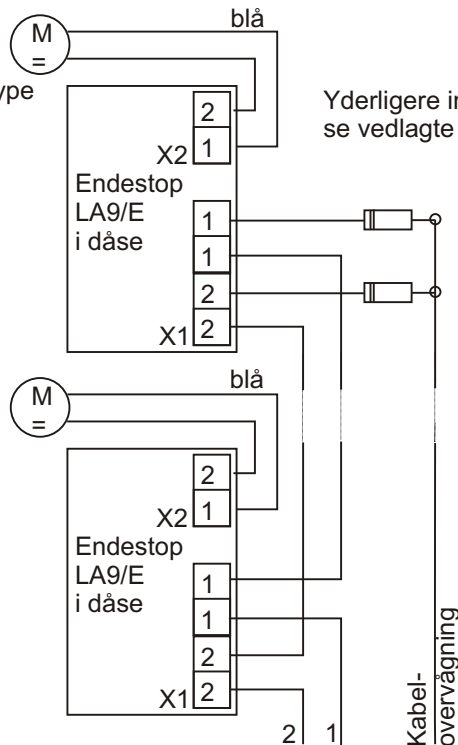 blå
M
=
ype
Yderligere in
se vedlagte
2
X2 1
Endestop
LA9/E
i dåse
1
1
2
X1 2
blå
M
=
2
X2 1
Endestop
LA9/E
i dåse
1
1
2
X1 2
2 1
Kabel-
overvågning